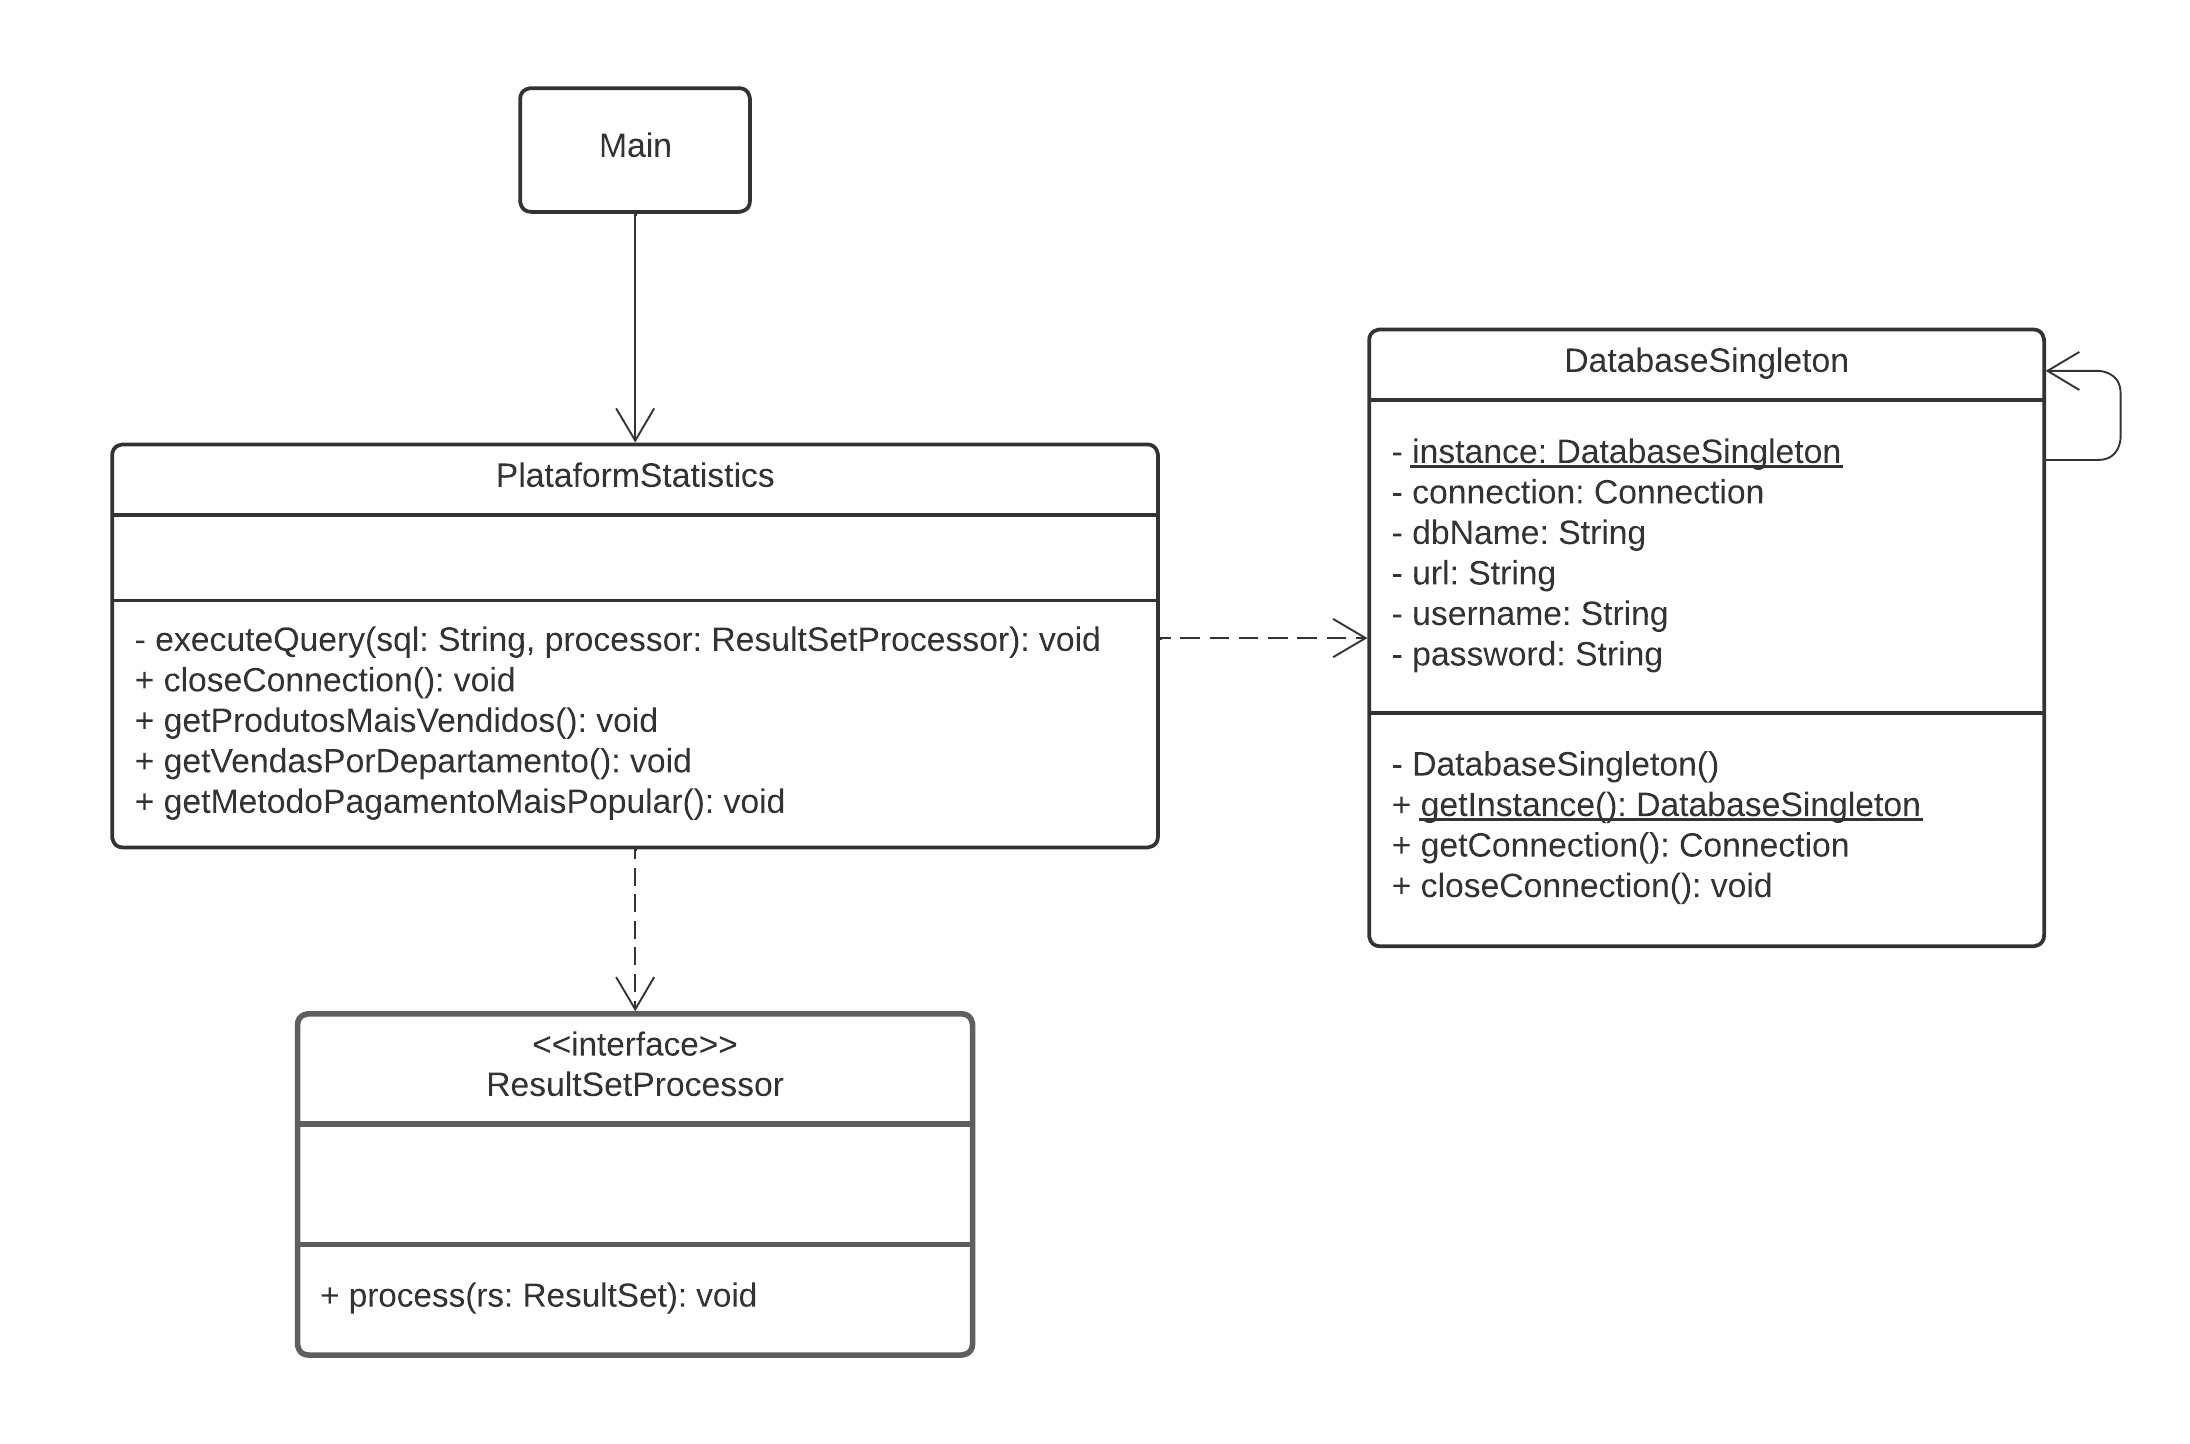 Main
PlataformStatistics
- executeQuery(sql: String, processor: ResultSetProcessor): void
+ closeConnection(): void
+ getProdutosMaisVendidos(): void
+ getVendasPorDepartamento(): void
+ getMetodoPagamentoMaisPopular(): void
DatabaseSingleton
- instance: DatabaseSingleton
- connection: Connection
- dbName: String
- url: String
- username: String
- password: String
- DatabaseSingleton()
+ getInstance(): DatabaseSingleton
+ getConnection(): Connection
+ closeConnection(): void
<<interface>>
ResultSetProcessor
+ process(rs: ResultSet): void